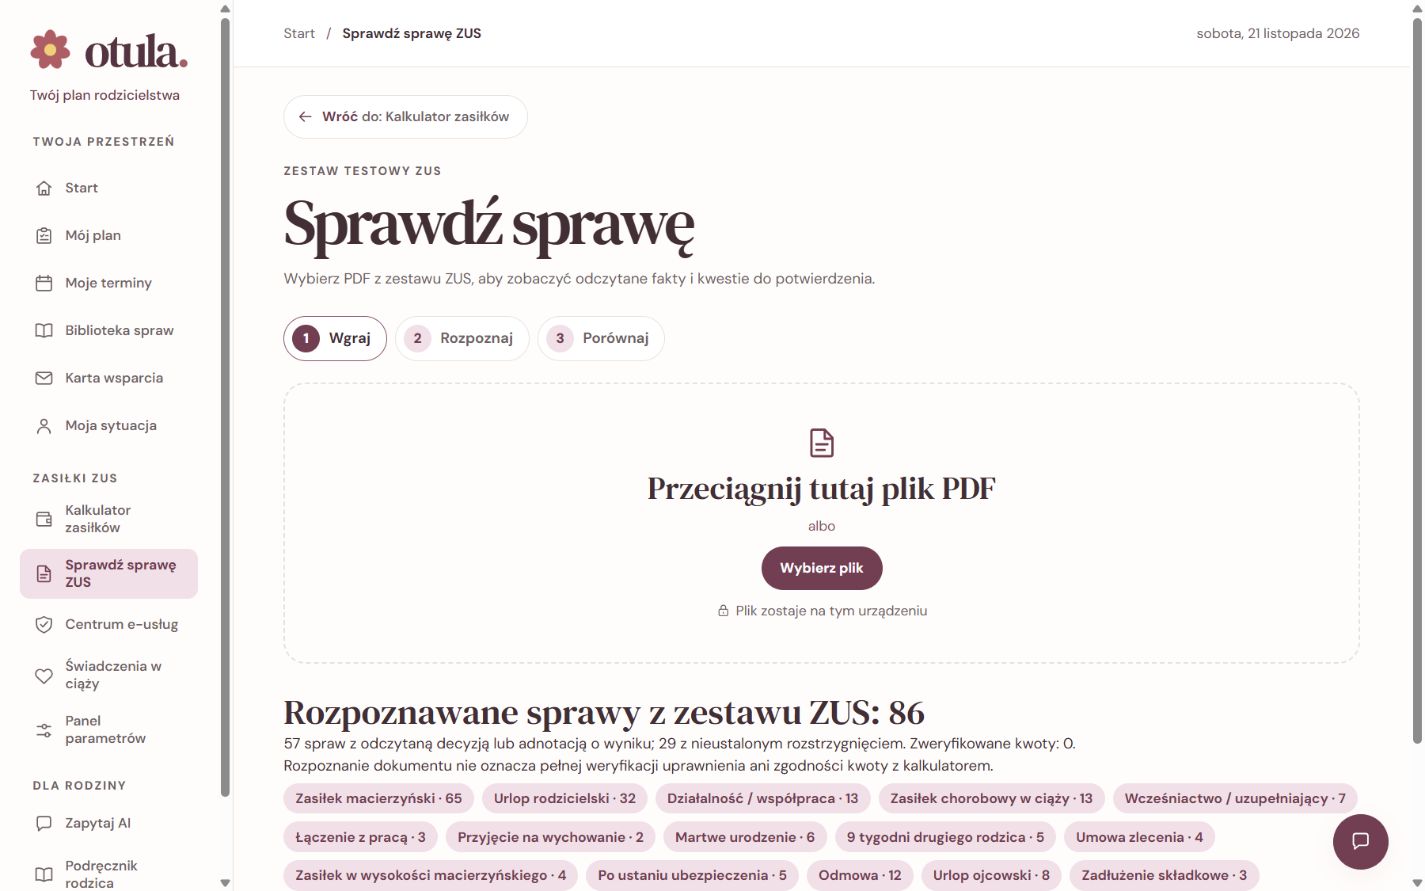 otula.
Twój plan rodzicielstwa
TWOJA PRZESTRZEŃ
Start
Mój plan
Moje terminy
Biblioteka spraw
Karta wsparcia
Moja sytuacja
ZASIŁKI ZUS
Kalkulator
zasiłków
Sprawdź sprawę
ZUS
Centrum e-usług
Świadczenia w
ciąży
Panel
parametrów
DLA RODZINY
Zapytaj AI
Podręcznik
rodzica
Start / Sprawdź sprawę ZUS
sobota, 21 listopada 2026
← Wróć do: Kalkulator zasiłków
ZESTAW TESTOWY ZUS
Sprawdź sprawę
Wybierz PDF z zestawu ZUS, aby zobaczyć odczytane fakty i kwestie do potwierdzenia.
1 Wgraj 2 Rozpoznaj 3 Porównaj
Przeciągnij tutaj plik PDF
albo
Wybierz plik
Plik zostaje na tym urządzeniu
Rozpoznawane sprawy z zestawu ZUS: 86
57 spraw z odczytaną decyzją lub adnotacją o wyniku; 29 z nieustalonym rozstrzygnięciem. Zweryfikowane kwoty: 0.
Rozpoznanie dokumentu nie oznacza pełnej weryfikacji uprawnienia ani zgodności kwoty z kalkulatorem.
Zasiłek macierzyński · 65 Urlop rodzicielski · 32 Działalność / współpraca · 13 Zasiłek chorobowy w ciąży · 13 Wcześniactwo / uzupełniający · 7
Łączenie z pracą · 3 Przyjęcie na wychowanie · 2 Martwe urodzenie · 6 9 tygodni drugiego rodzica · 5 Umowa zlecenia · 4
Zasiłek w wysokości macierzyńskiego · 4 Po ustaniu ubezpieczenia · 5 Odmowa · 12 Urlop ojcowski · 8 Zadłużenie składkowe · 3